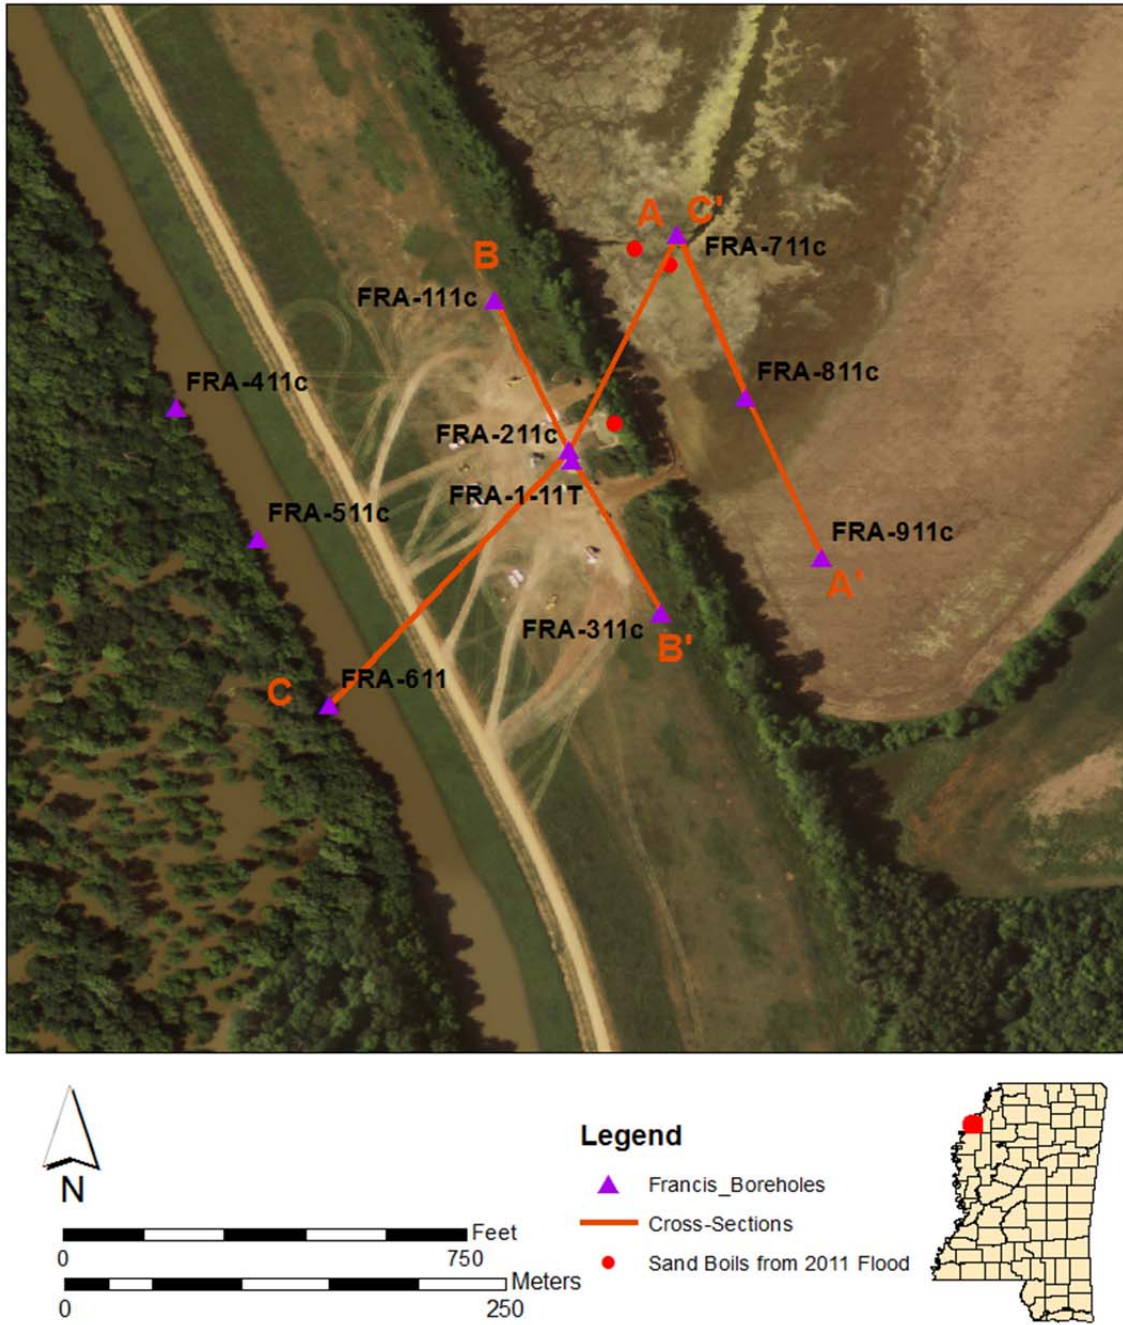 A C'
FRA-711c
B
FRA-111c
FRA-411c
FRA-811c
FRA-211c
FRA-1-11T
FRA-511c
FRA-911c
A'
FRA-311c
B'
C
FRA-611
N
Feet
0 750
Meters
0 250
Legend
Francis_Boreholes
Cross-Sections
Sand Boils from 2011 Flood